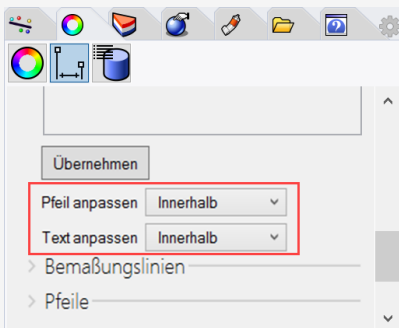 Übernehmen
Pfeil anpassen Innerhalb
Text anpassen Innerhalb
Bemaßungslinien
Pfeile